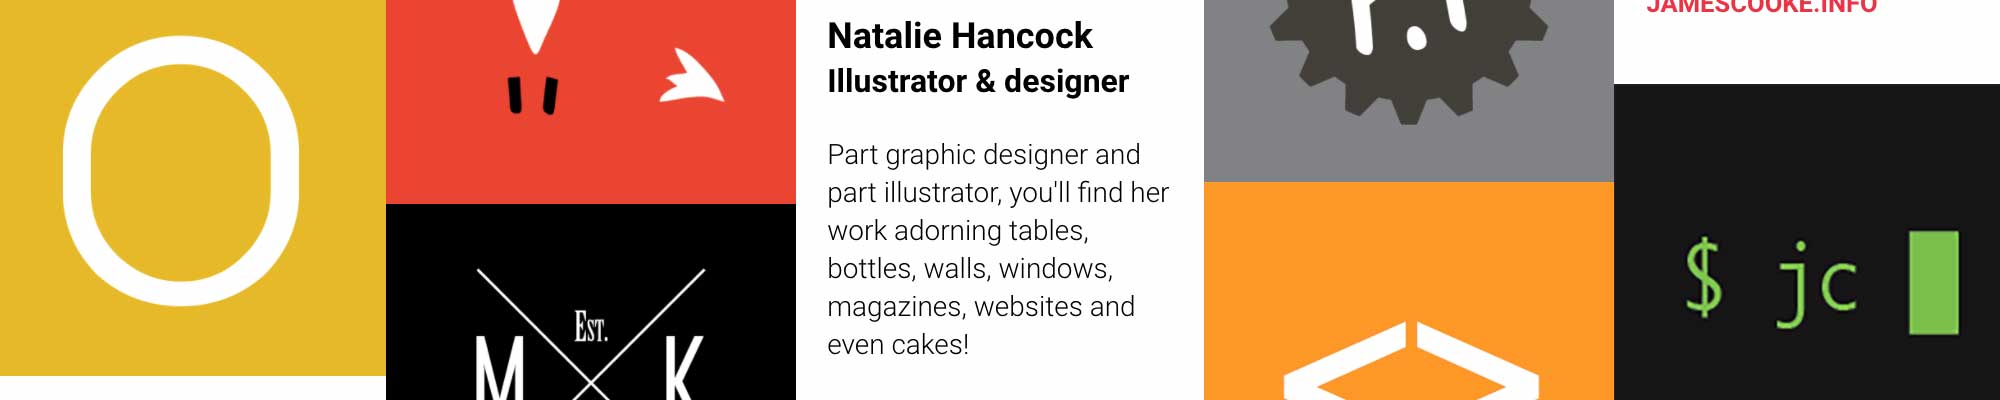 O
EST.
M K
Natalie Hancock
Illustrator & designer
Part graphic designer and
part illustrator, you'll find her
work adorning tables,
bottles, walls, windows,
magazines, websites and
even cakes!
JAMESCOOKE.INFO
$ jc